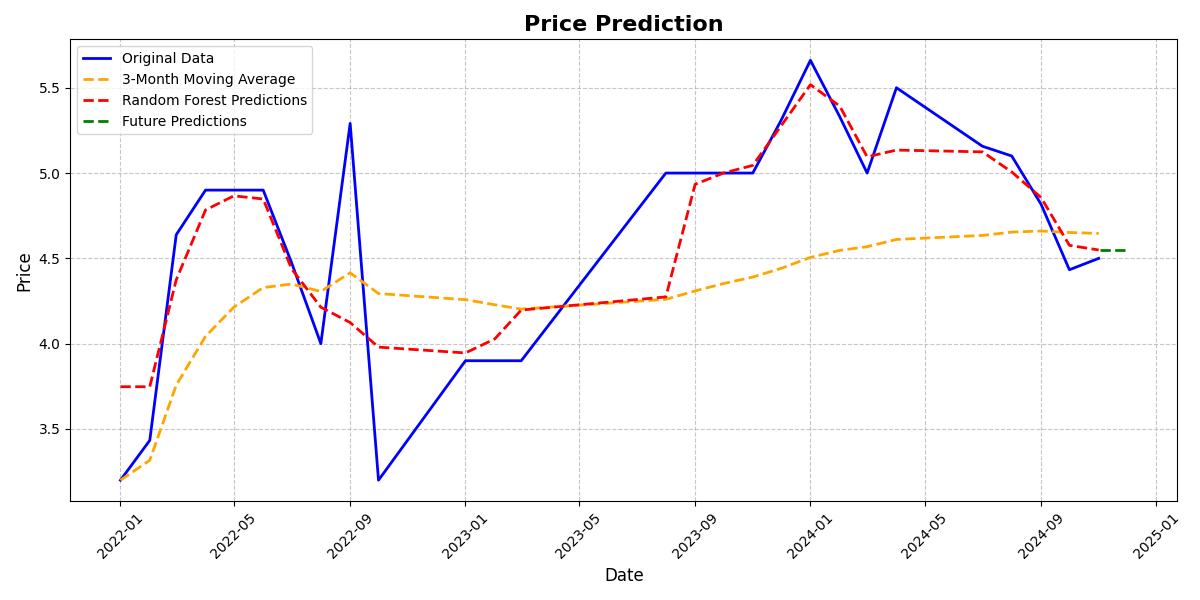 Price Prediction
Original Data
3-Month Moving Average
Random Forest Predictions
Future Predictions
5.5
5.0
4.5
4.0
3.5
Price
2022-01
2022-05
2022-09
2023-01
2023-05
2023-09
2024-01
2024-05
2024-09
2025-01
Date